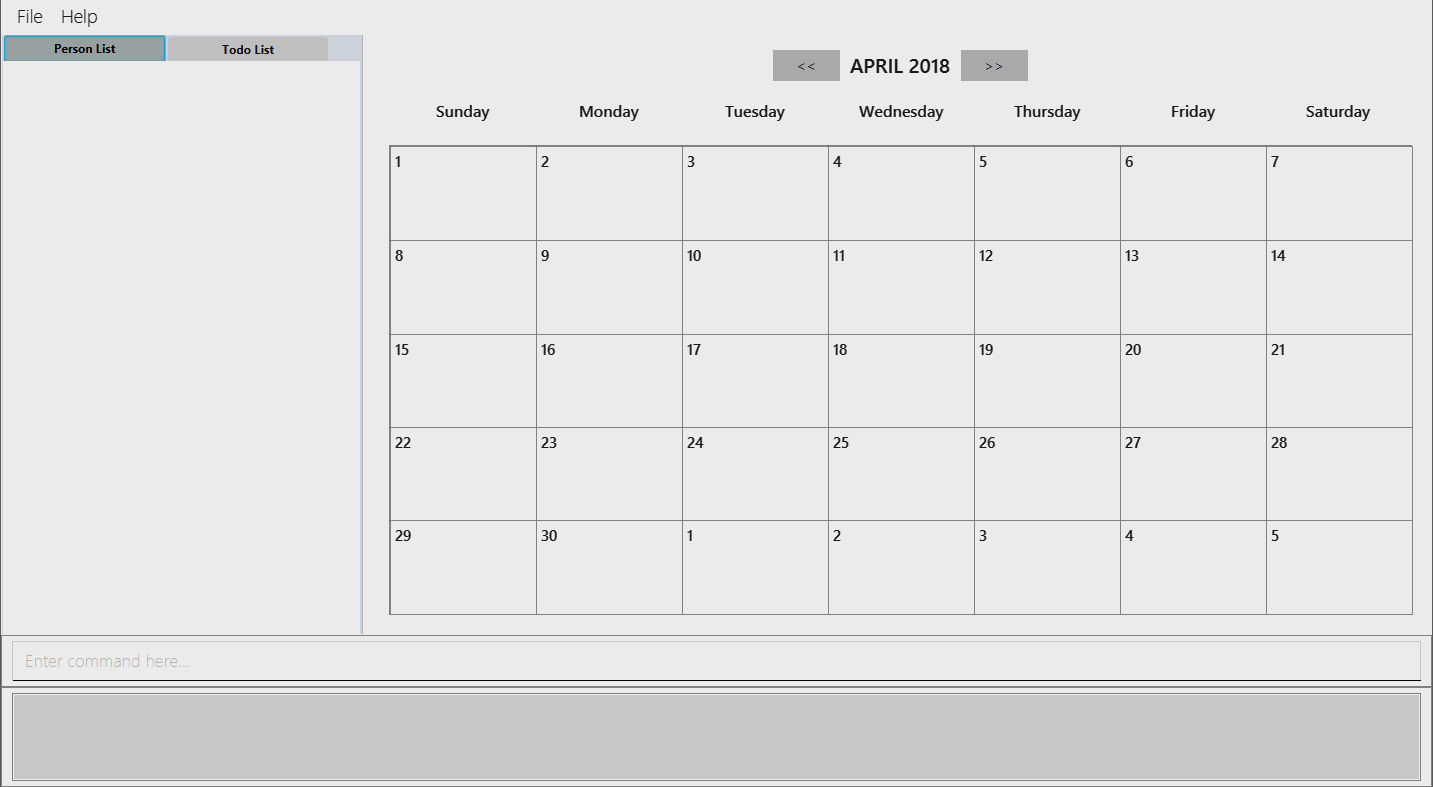 File Help
Person List Todo List
<< APRIL 2018 >>
Sunday Monday Tuesday Wednesday Thursday Friday Saturday
1 2 3 4 5 6 7
8 9 10 11 12 13 14
15 16 17 18 19 20 21
22 23 24 25 26 27 28
29 30 1 2 3 4 5
Enter command here...